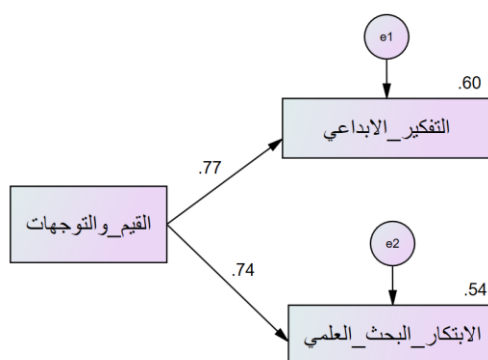 e1
.60
التفكير_الابداعي
.77
القيم_والتوجهات
.74
e2
.54
الابتكار_البحث_العلمي